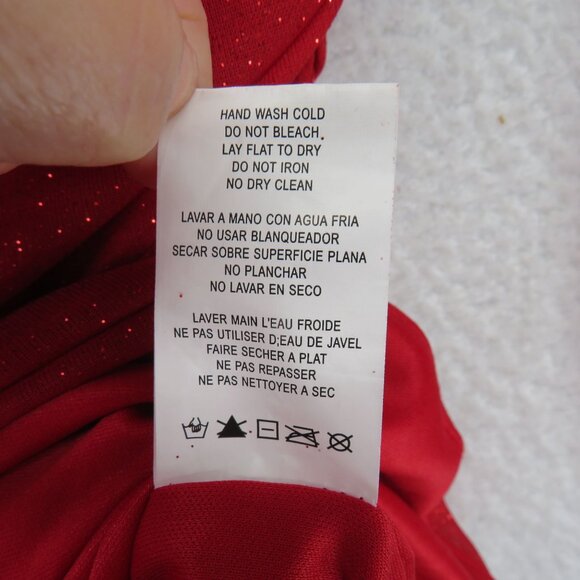 HAND WASH COLD
DO NOT BLEACH
LAY FLAT TO DRY
DO NOT IRON
NO DRY CLEAN
LAVAR A MANO CON AGUA FRIA
NO USAR BLANQUEADOR
SECAR SOBRE SUPERFICIE PLANA
NO PLANCHAR
NO LAVAR EN SECO
LAVER MAIN L'EAU FROIDE
NE PAS UTILISER D;EAU DE JAVEL
FAIRE SECHER A PLAT
NE PAS REPASSER
NE PAS NETTOYER A SEC